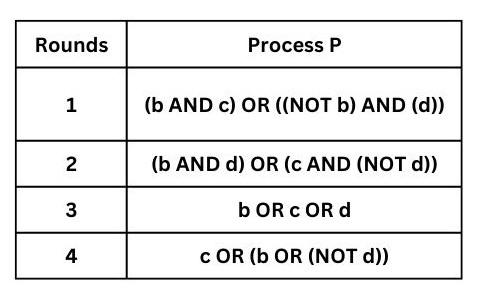 Rounds Process P
1 (b AND c) OR ((NOT b) AND (d))
2 (b AND d) OR (c AND (NOT d))
3 b OR c OR d
4 c OR (b OR (NOT d))